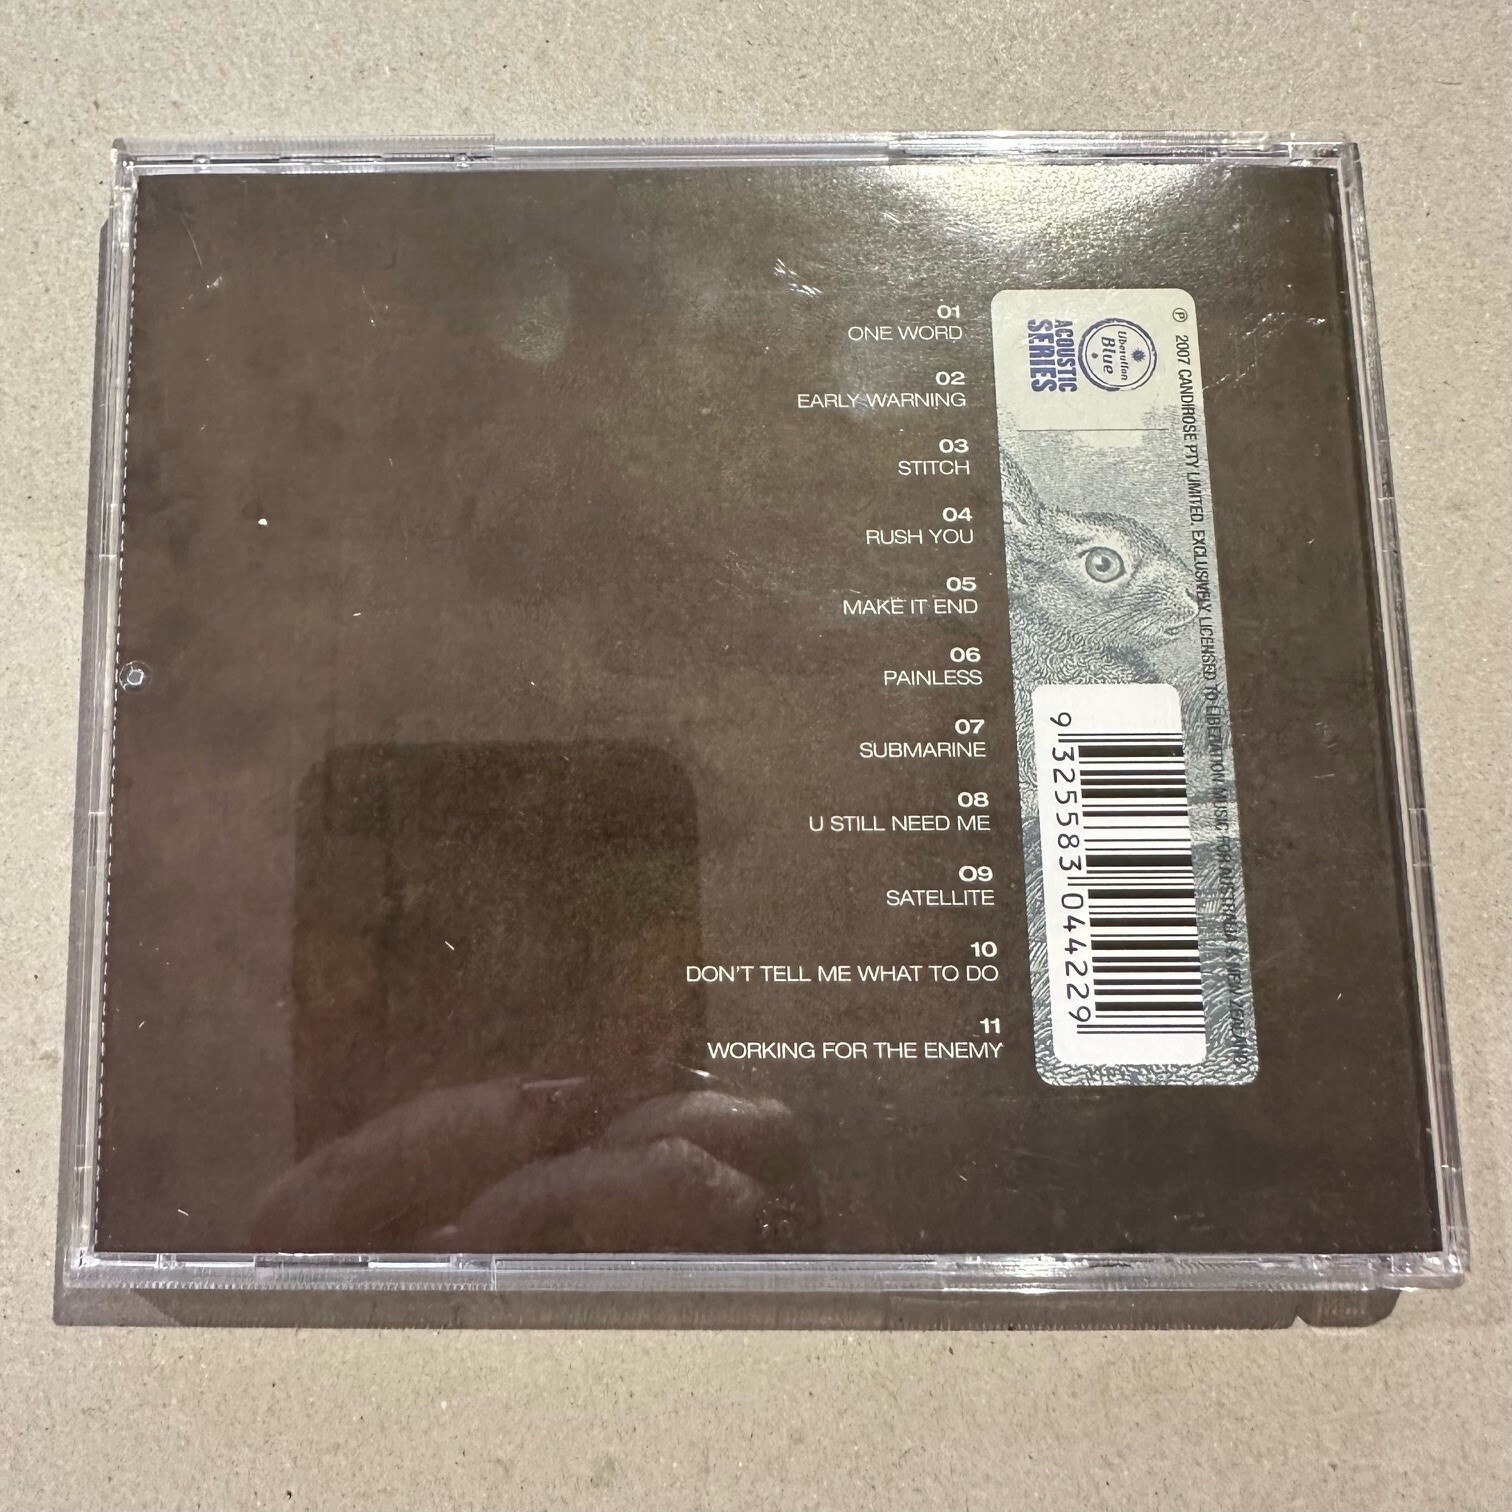 01
ONE WORD
02
EARLY WARNING
03
STITCH
04
RUSH YOU
05
MAKE IT END
06
PAINLESS
07
SUBMARINE
08
U STILL NEED ME
09
SATELLITE
10
DON'T TELL ME WHAT TO DO
11
WORKING FOR THE ENEMY
Liberation
Blue
ACOUSTIC
SERIES
℗ 2007 CANDIROSE PTY LIMITED. EXCLUSIVELY LICENSED TO LIBERATION MUSIC FOR AUSTRALIA & NEW ZEALAND
9 325583 044229